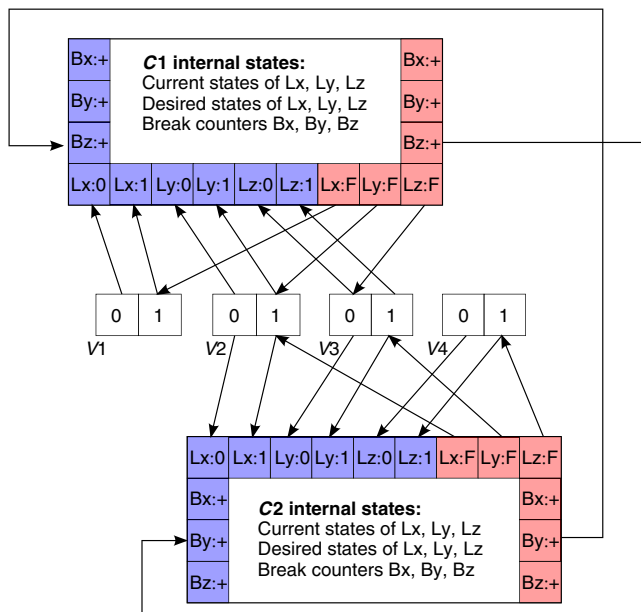 Bx:+
By:+
Bz:+
C1 internal states:
Current states of Lx, Ly, Lz
Desired states of Lx, Ly, Lz
Break counters Bx, By, Bz
Bx:+
By:+
Bz:+
Lx:0 Lx:1 Ly:0 Ly:1 Lz:0 Lz:1 Lx:F Ly:F Lz:F
0 1 0 1 0 1 0 1
V1 V2 V3 V4
Lx:0 Lx:1 Ly:0 Ly:1 Lz:0 Lz:1 Lx:F Ly:F Lz:F
Bx:+
By:+
Bz:+
C2 internal states:
Current states of Lx, Ly, Lz
Desired states of Lx, Ly, Lz
Break counters Bx, By, Bz
Bx:+
By:+
Bz:+